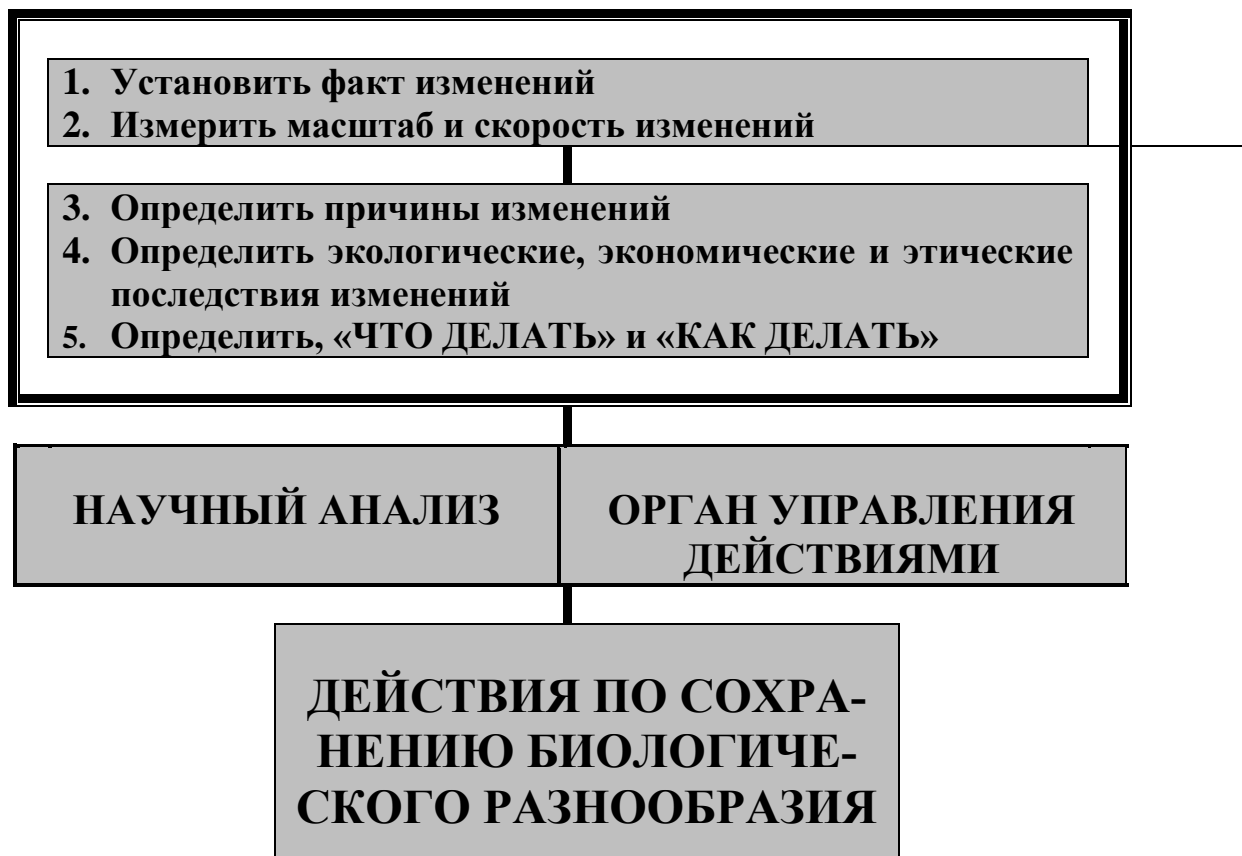 1. Установить факт изменений
2. Измерить масштаб и скорость изменений
3. Определить причины изменений
4. Определить экологические, экономические и этические
последствия изменений
5. Определить, «ЧТО ДЕЛАТЬ» и «КАК ДЕЛАТЬ»
НАУЧНЫЙ АНАЛИЗ
ОРГАН УПРАВЛЕНИЯ
ДЕЙСТВИЯМИ
ДЕЙСТВИЯ ПО СОХРА-
НЕНИЮ БИОЛОГИЧЕ-
СКОГО РАЗНООБРАЗИЯ